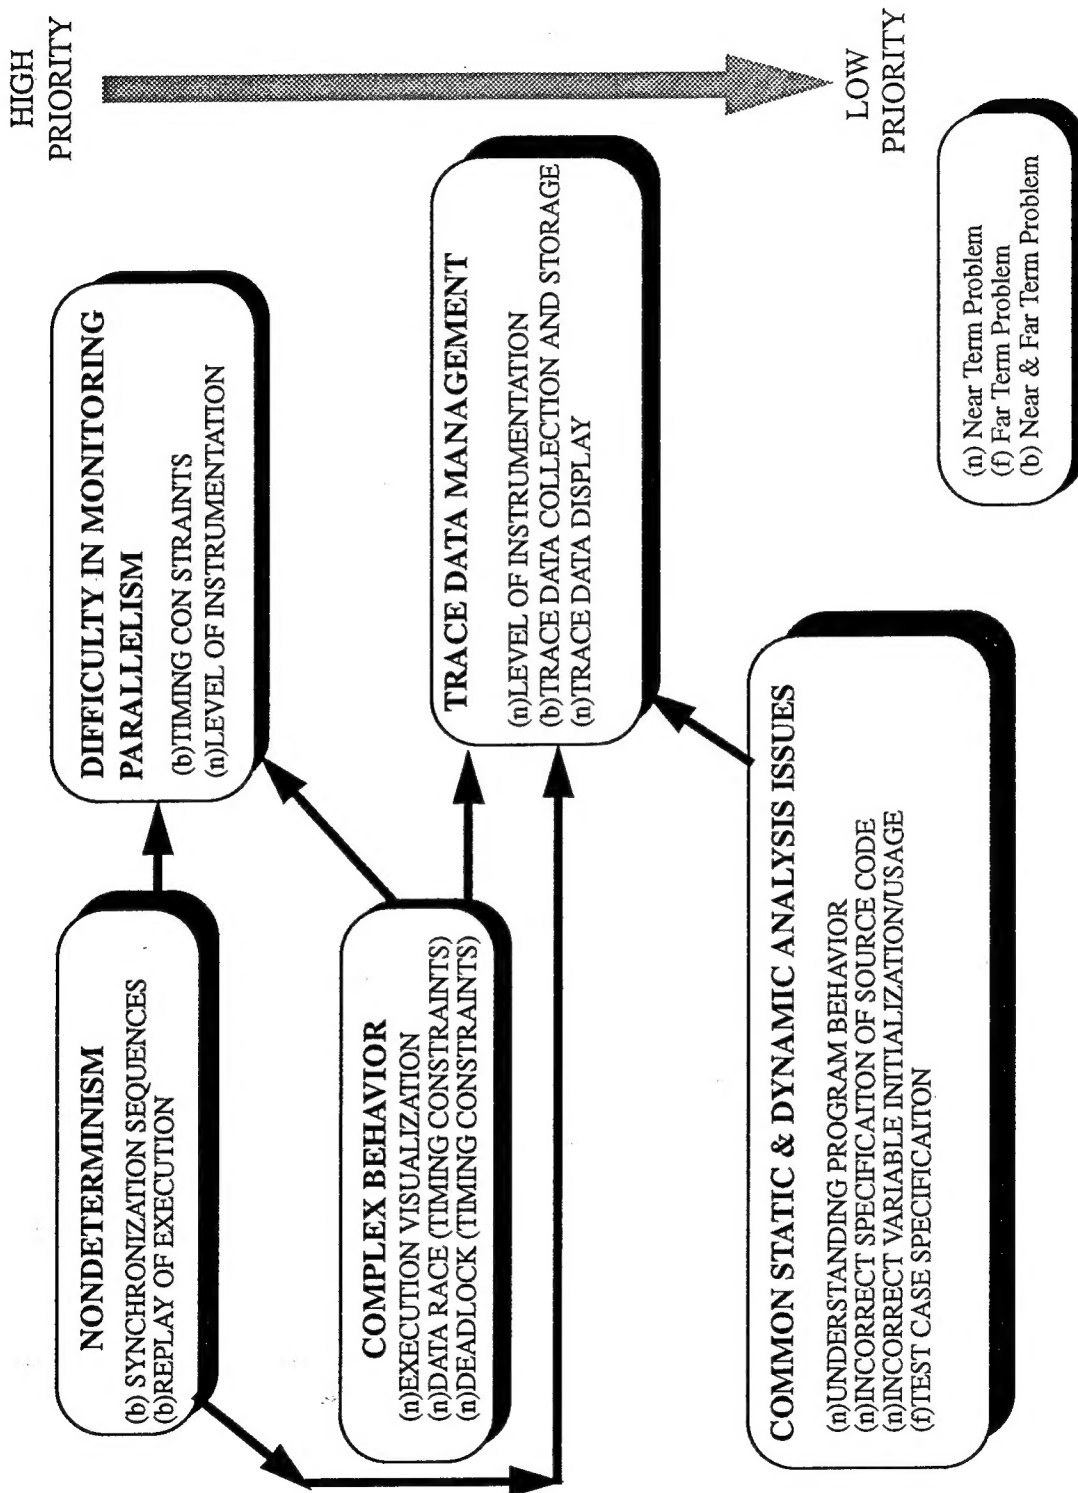 NONDETERMINISM
(b) SYNCHRONIZATION SEQUENCES
(b)REPLAY OF EXECUTION
DIFFICULTY IN MONITORING
PARALLELISM
(b)TIMING CON STRAINTS
(n)LEVEL OF INSTRUMENTATION
HIGH
PRIORITY
COMPLEX BEHAVIOR
(n)EXECUTION VISUALIZATION
(n)DATA RACE (TIMING CONSTRAINTS)
(n)DEADLOCK (TIMING CONSTRAINTS)
TRACE DATA MANAGEMENT
(n)LEVEL OF INSTRUMENTATION
(b)TRACE DATA COLLECTION AND STORAGE
(n)TRACE DATA DISPLAY
COMMON STATIC & DYNAMIC ANALYSIS ISSUES
(n)UNDERSTANDING PROGRAM BEHAVIOR
(n)INCORRECT SPECIFICAITON OF SOURCE CODE
(n)INCORRECT VARIABLE INITIALIZATION/USAGE
(f)TEST CASE SPECIFICAITON
LOW
PRIORITY
(n) Near Term Problem
(f) Far Term Problem
(b) Near & Far Term Problem